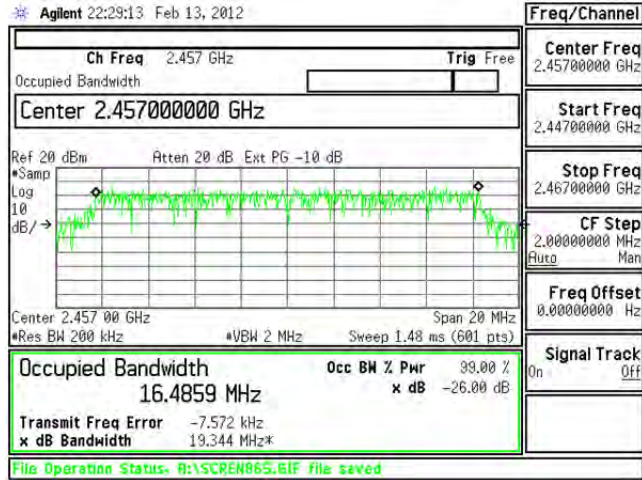 Agilent 22:29:13 Feb 13, 2012
Freq/Channel
Ch Freq 2.457 GHz Trig Free
Occupied Bandwidth
Center 2.457000000 GHz
Ref 20 dBm Atten 20 dB Ext PG -10 dB
*Samp
Log
10
dB/
Center 2.457 00 GHz Span 20 MHz
*Res BW 200 kHz *VBW 2 MHz Sweep 1.48 ms (601 pts)
Occupied Bandwidth
16.4859 MHz
Occ BW % Pwr 99.00 %
x dB -26.00 dB
Transmit Freq Error -7.572 kHz
x dB Bandwidth 19.344 MHz*
File Operation Status, A:\SCREN865.GIF file saved
Center Freq
2.45700000 GHz
Start Freq
2.44700000 GHz
Stop Freq
2.46700000 GHz
CF Step
2.00000000 MHz
Auto Man
Freq Offset
0.00000000 Hz
Signal Track
On Off